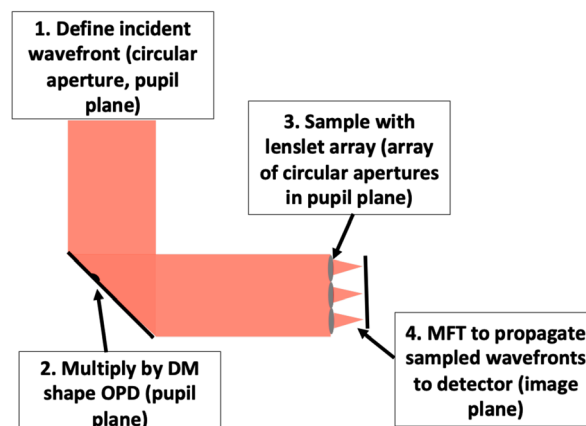 1. Define incident
wavefront (circular
aperture, pupil
plane)
3. Sample with
lenslet array (array
of circular apertures
in pupil plane)
2. Multiply by DM
shape OPD (pupil
plane)
4. MFT to propagate
sampled wavefronts
to detector (image
plane)